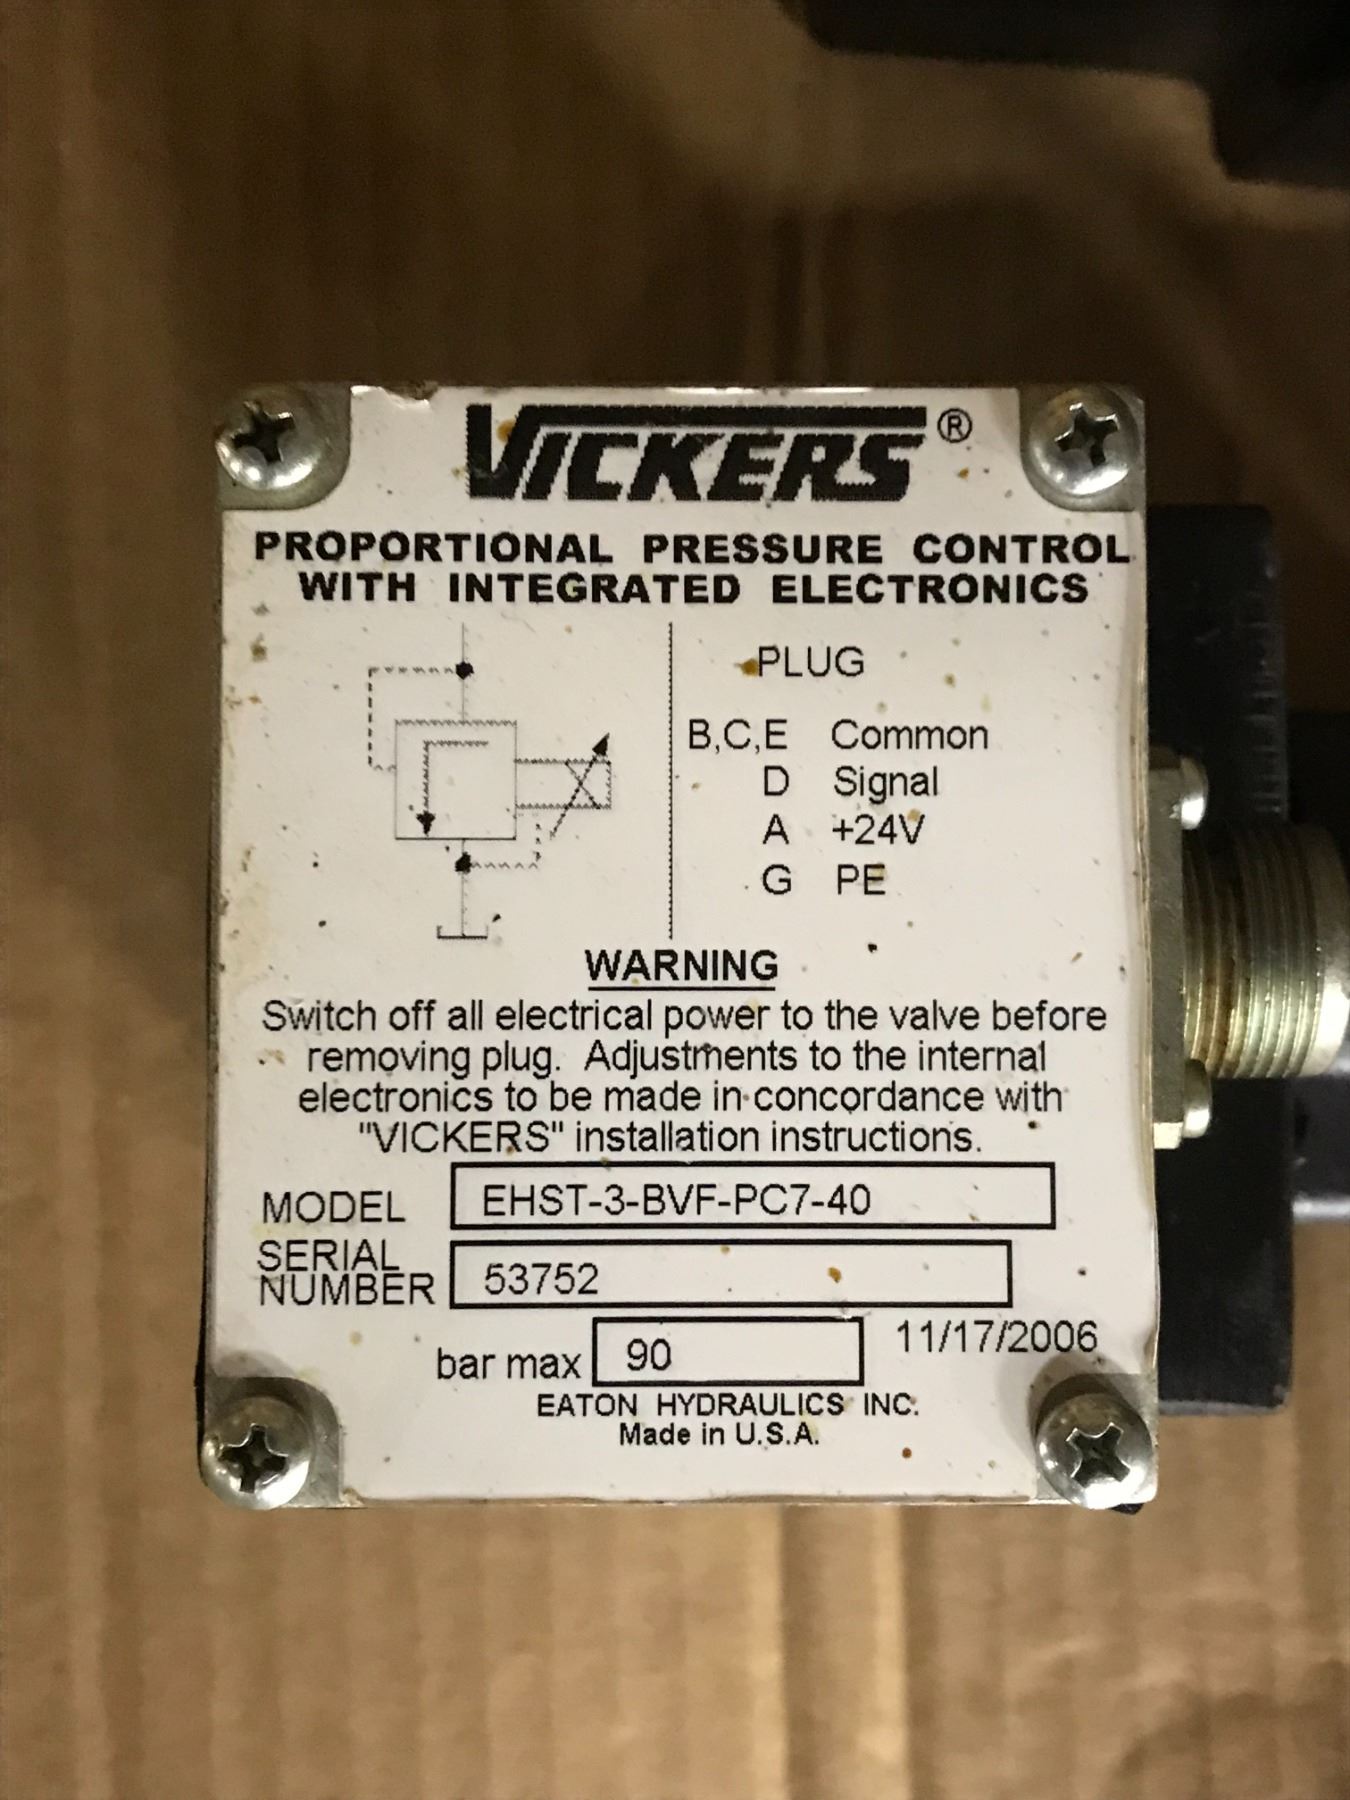 VICKERS®
PROPORTIONAL PRESSURE CONTROL
WITH INTEGRATED ELECTRONICS
PLUG
B,C,E Common
D Signal
A +24V
G PE
WARNING
Switch off all electrical power to the valve before
removing plug. Adjustments to the internal
electronics to be made in concordance with
"VICKERS" installation instructions.
MODEL EHST-3-BVF-PC7-40
SERIAL
NUMBER 53752
bar max 90 11/17/2006
EATON HYDRAULICS INC.
Made in U.S.A.